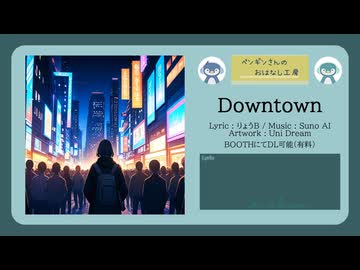 ペンギンさんの
おはなし工房
Downtown
Lyric : りょうB / Music : Suno AI
Artwork : Uni Dream
BOOTHにてDL可能(有料)
Lyric